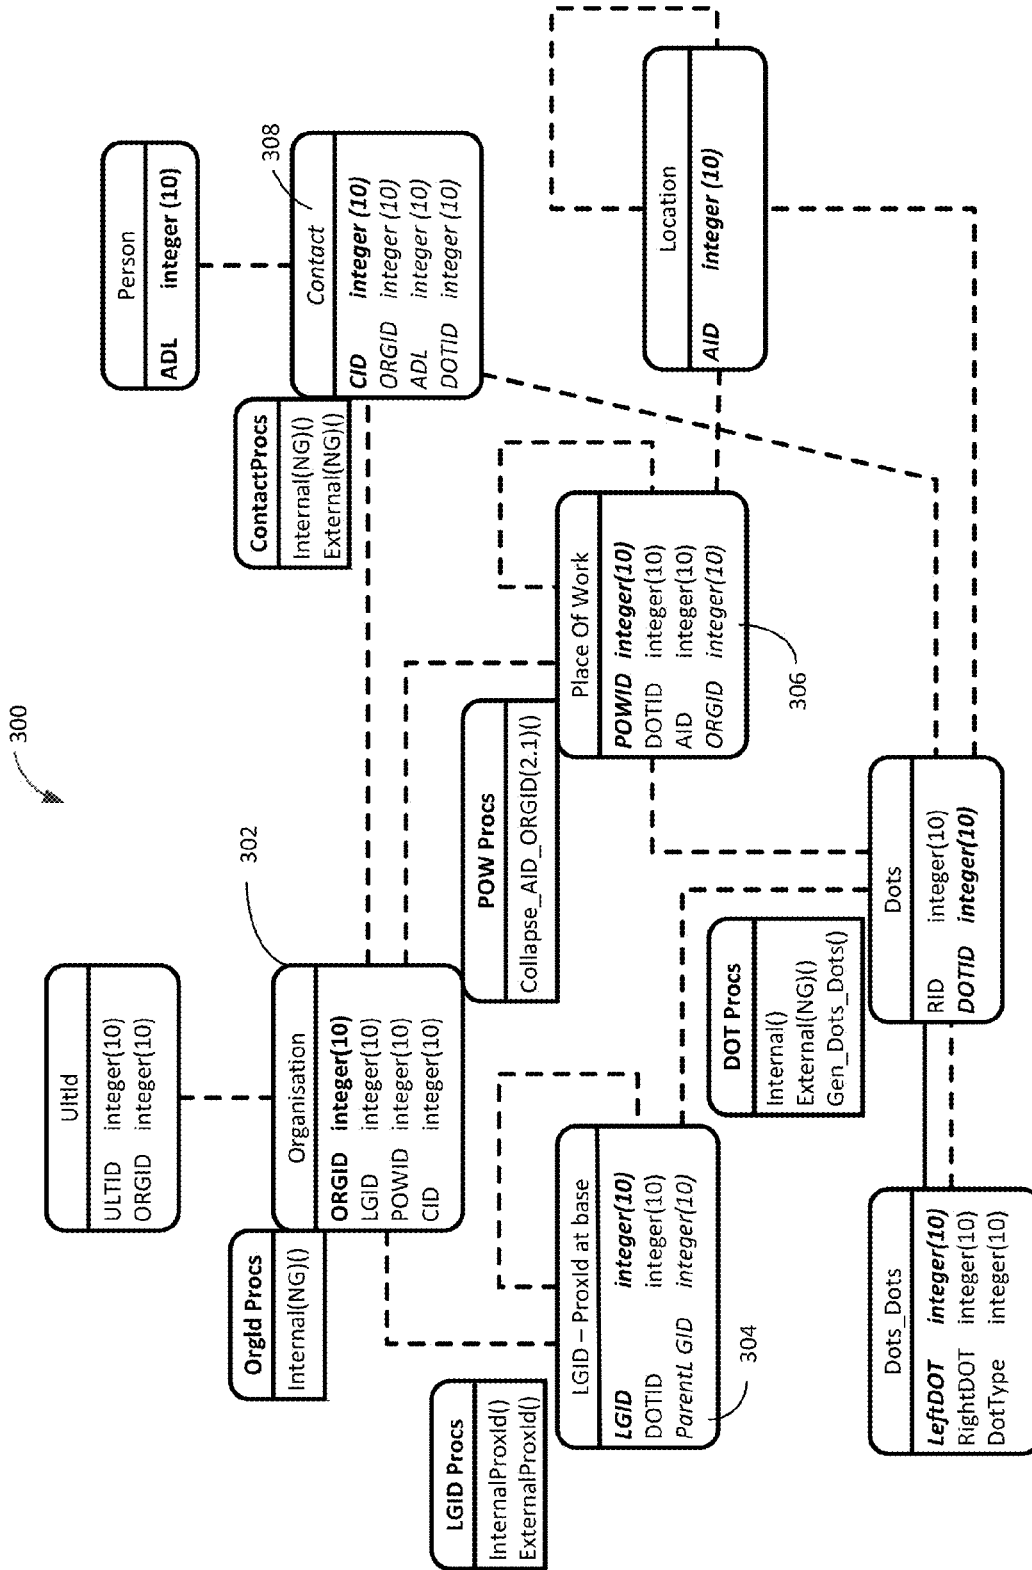 300
UltId
ULTID integer(10)
ORGID integer(10)
OrgId Procs
Internal(NG)()
Organisation
ORGID integer(10)
LGID integer(10)
POWID integer(10)
CID integer(10)
302
Person
ADL integer (10)
ContactProcs
Internal(NG)()
External(NG)()
Contact
CID integer (10)
ORGID integer (10)
ADL integer (10)
DOTID integer (10)
308
LGID Procs
InternalProxId()
ExternalProxId()
LGID – ProxId at base
LGID integer(10)
DOTID integer(10)
ParentL GID integer(10)
304
POW Procs
Collapse_AID_ORGID(2.1)()
Place Of Work
POWID integer(10)
DOTID integer(10)
AID integer(10)
ORGID integer(10)
306
Location
AID integer (10)
DOT Procs
Internal()
External(NG)()
Gen_Dots_Dots()
Dots_Dots
LeftDOT integer(10)
RightDOT integer(10)
DotType integer(10)
Dots
RID integer(10)
DOTID integer(10)